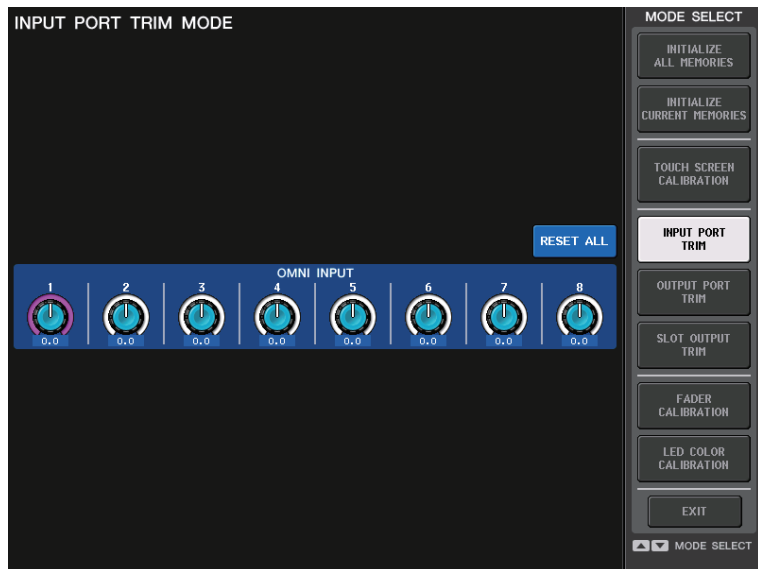 INPUT PORT TRIM MODE
RESET ALL
OMNI INPUT
1 2 3 4 5 6 7 8
0.0 0.0 0.0 0.0 0.0 0.0 0.0 0.0
MODE SELECT
INITIALIZE
ALL MEMORIES
INITIALIZE
CURRENT MEMORIES
TOUCH SCREEN
CALIBRATION
INPUT PORT
TRIM
OUTPUT PORT
TRIM
SLOT OUTPUT
TRIM
FADER
CALIBRATION
LED COLOR
CALIBRATION
EXIT
MODE SELECT